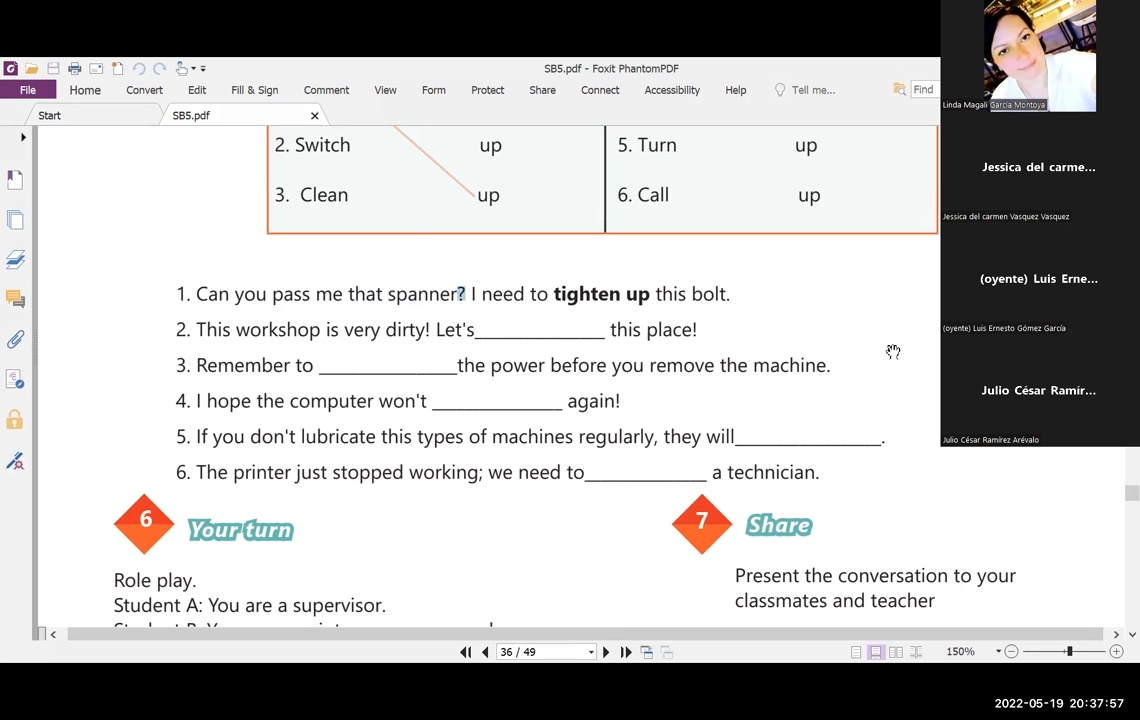 SB5.pdf - Foxit PhantomPDF
File Home Convert Edit Fill & Sign Comment View Form Protect Share Connect Accessibility Help Tell me... Find
Start SB5.pdf
2. Switch up 5. Turn up
3. Clean up 6. Call up
1. Can you pass me that spanner? I need to tighten up this bolt.
2. This workshop is very dirty! Let's_____________ this place!
3. Remember to ______________the power before you remove the machine.
4. I hope the computer won't _____________ again!
5. If you don't lubricate this types of machines regularly, they will_______________.
6. The printer just stopped working; we need to_____________ a technician.
6 Your turn
7 Share
Role play.
Student A: You are a supervisor.
Present the conversation to your
classmates and teacher
36 / 49
150%
Linda Magali García Montoya
Jessica del carme...
Jessica del carmen Vasquez Vasquez
(oyente) Luis Erne...
(oyente) Luis Ernesto Gómez García
Julio César Ramír...
Julio César Ramírez Arévalo
2022-05-19 20:37:57